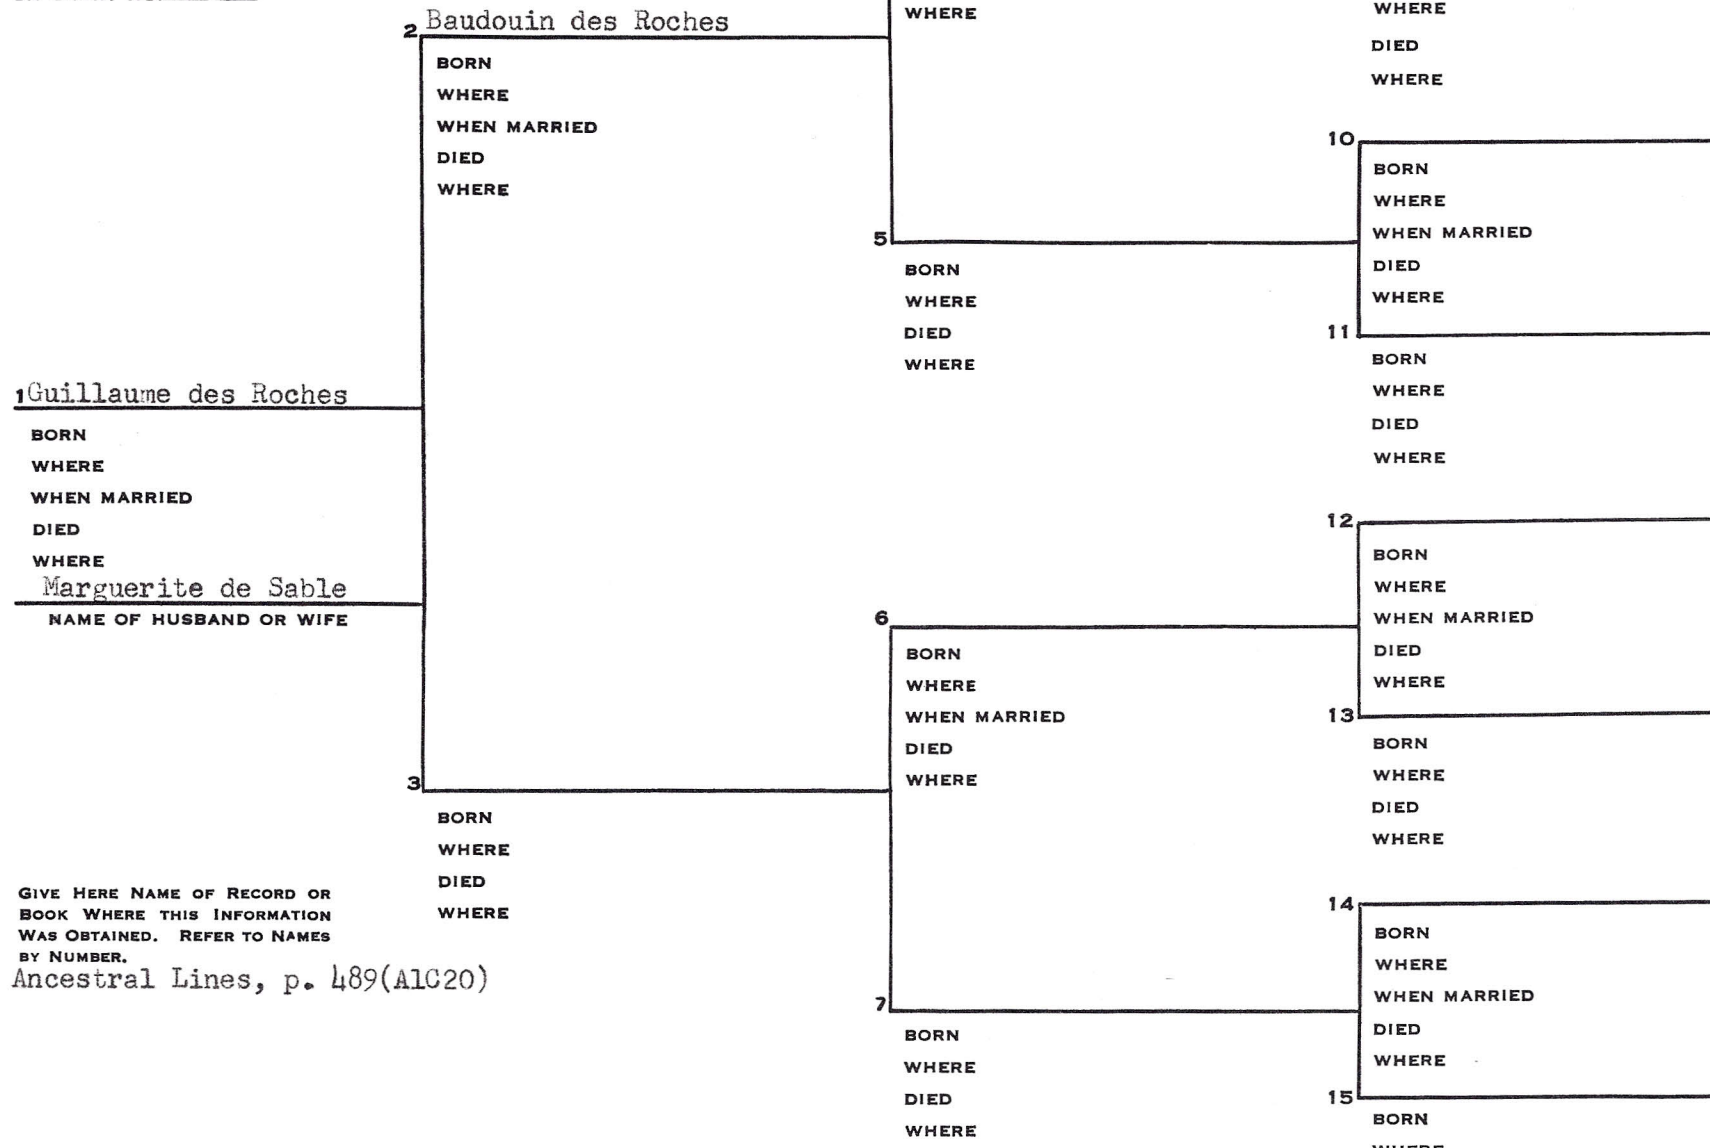 2 Baudouin des Roches
BORN
WHERE
WHEN MARRIED
DIED
WHERE
1 Guillaume des Roches
BORN
WHERE
WHEN MARRIED
DIED
WHERE
Marguerite de Sable
NAME OF HUSBAND OR WIFE
3
BORN
WHERE
DIED
WHERE
GIVE HERE NAME OF RECORD OR
BOOK WHERE THIS INFORMATION
WAS OBTAINED. REFER TO NAMES
BY NUMBER.
Ancestral Lines, p. 489(A1C20)
WHERE
5
BORN
WHERE
DIED
WHERE
6
BORN
WHERE
WHEN MARRIED
DIED
WHERE
7
BORN
WHERE
DIED
WHERE
WHERE
DIED
WHERE
10
BORN
WHERE
WHEN MARRIED
DIED
WHERE
11
BORN
WHERE
DIED
WHERE
12
BORN
WHERE
WHEN MARRIED
DIED
WHERE
13
BORN
WHERE
DIED
WHERE
14
BORN
WHERE
WHEN MARRIED
DIED
WHERE
15
BORN